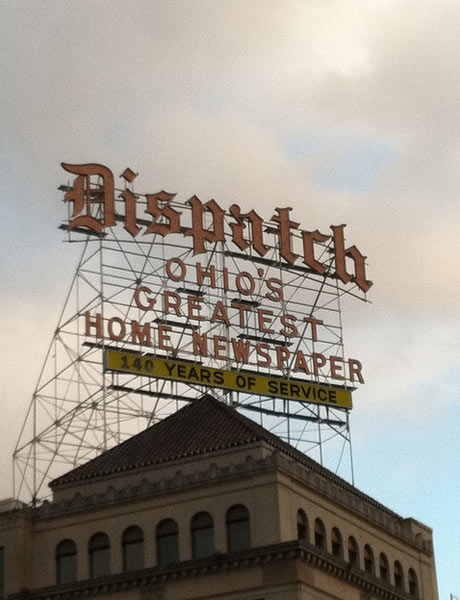 Dispatch
OHIO'S
GREATEST
HOME NEWSPAPER
140 YEARS OF SERVICE